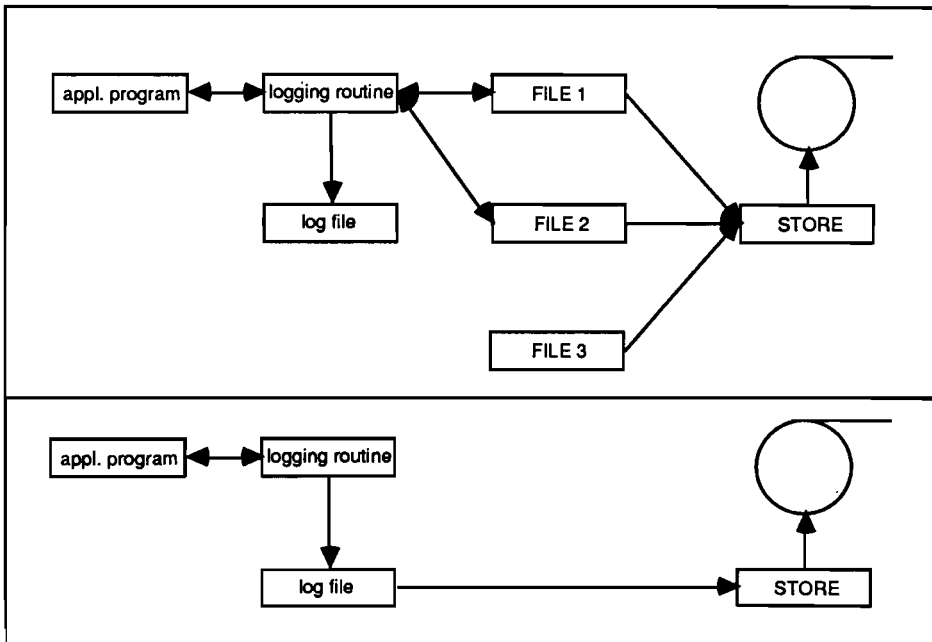 appl. program
logging routine
FILE 1
log file
FILE 2
STORE
FILE 3
appl. program
logging routine
log file
STORE